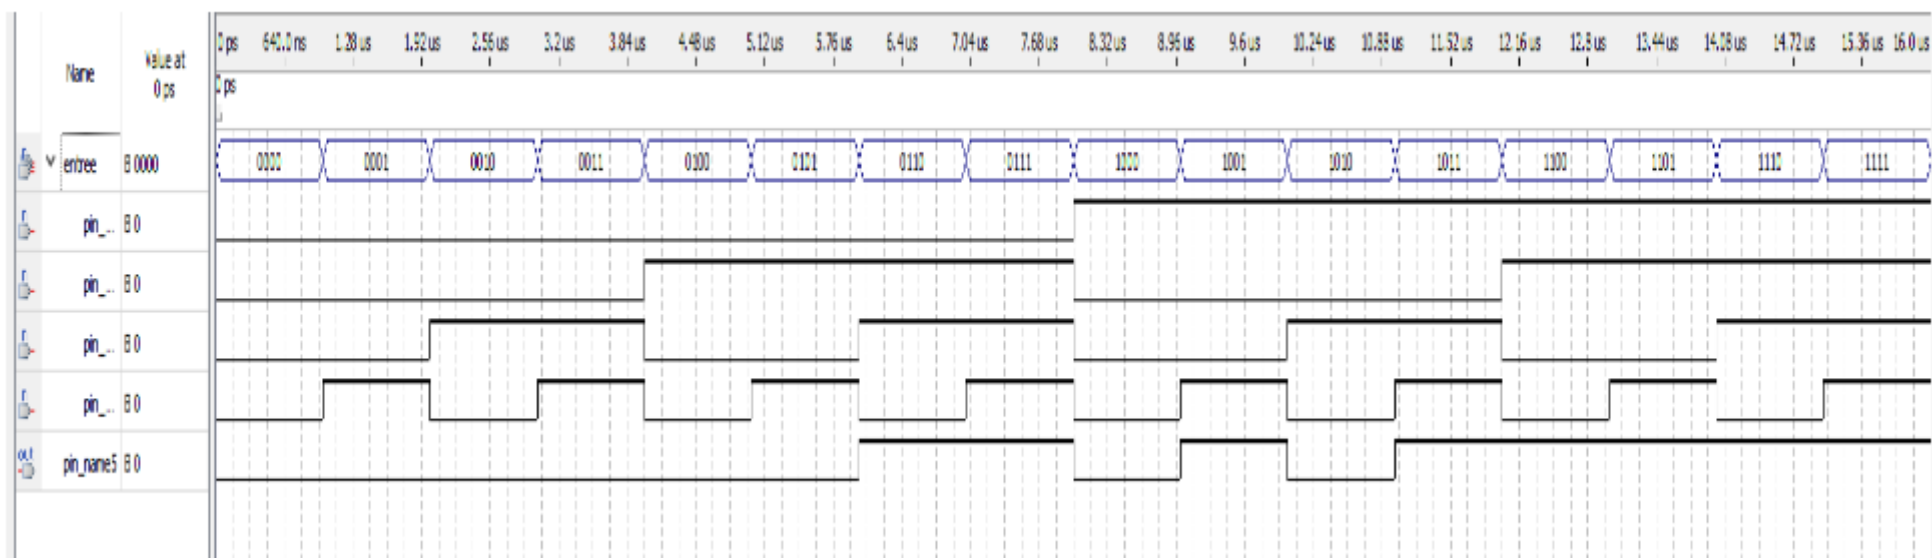 Name
Value at
0 ps
0 ps 640.0 ns 1.28 us 1.92 us 2.56 us 3.2 us 3.84 us 4.48 us 5.12 us 5.76 us 6.4 us 7.04 us 7.68 us 8.32 us 8.96 us 9.6 us 10.24 us 10.88 us 11.52 us 12.16 us 12.8 us 13.44 us 14.08 us 14.72 us 15.36 us 16.0 us
0 ps
entree B 0000 0000 0001 0010 0011 0100 0101 0110 0111 1000 1001 1010 1011 1100 1101 1110 1111
pin_... B 0
pin_... B 0
pin_... B 0
pin_... B 0
out pin_name5 B 0